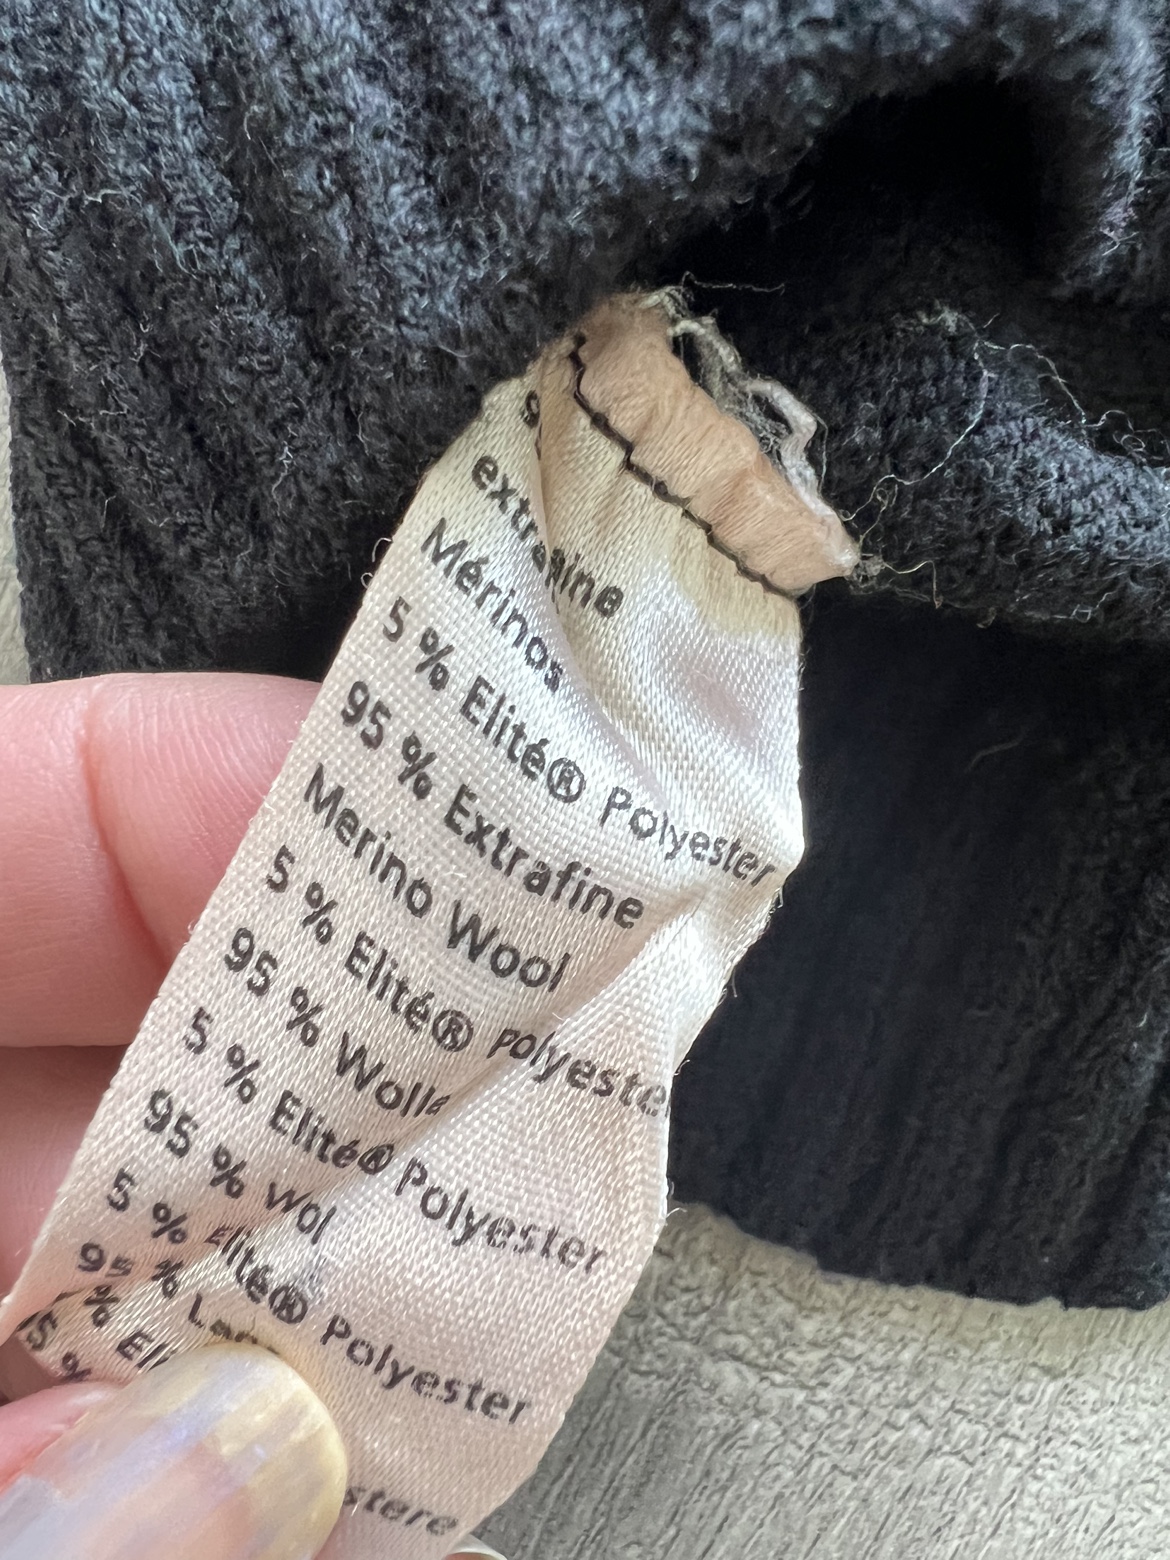 extrafine
Mérinos
5 % Elité® Polyester
95 % Extrafine
Merino Wool
5 % Elité® polyester
95 % Wolle
5 % Elité® Polyester
95 % Wol
5 % Elité® Polyester
95 %